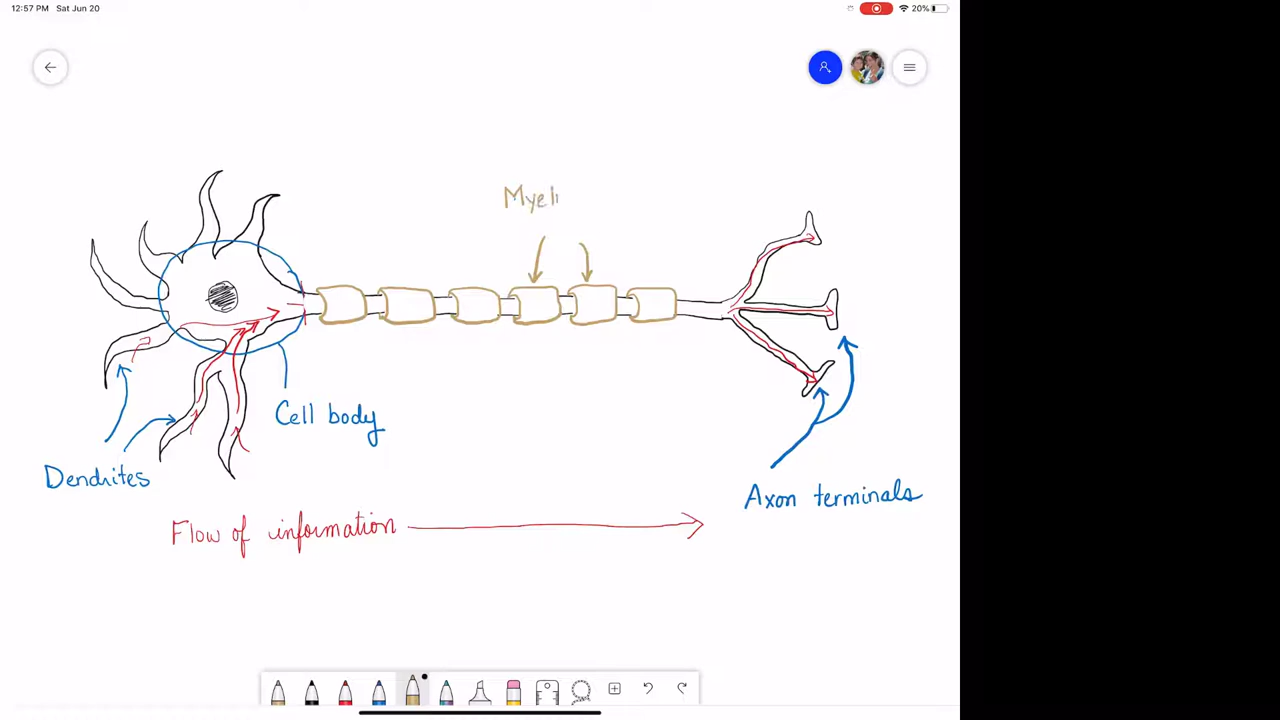 12:57 PM Sat Jun 20
20%
Myeli
Cell body
Dendrites
Axon terminals
Flow of information